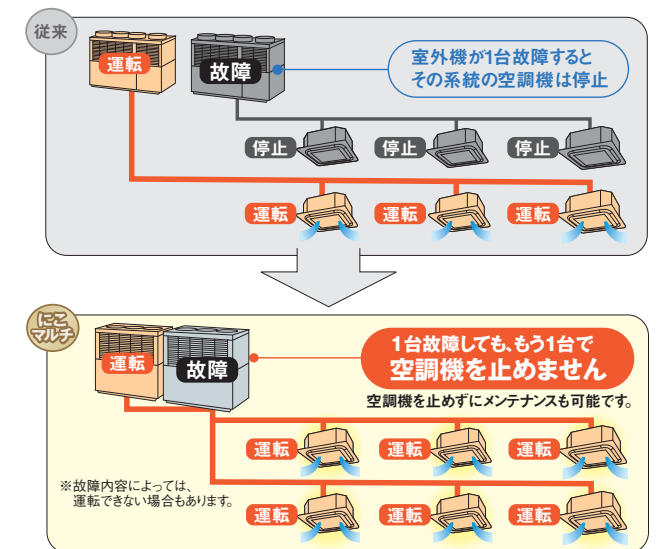 従来
運転
故障
室外機が1台故障すると
その系統の空調機は停止
停止
停止
停止
運転
運転
運転
にこ
マルチ
運転
故障
1台故障しても、もう1台で
空調機を止めません
空調機を止めずにメンテナンスも可能です。
運転
運転
運転
※故障内容によっては、
運転できない場合もあります。
運転
運転
運転